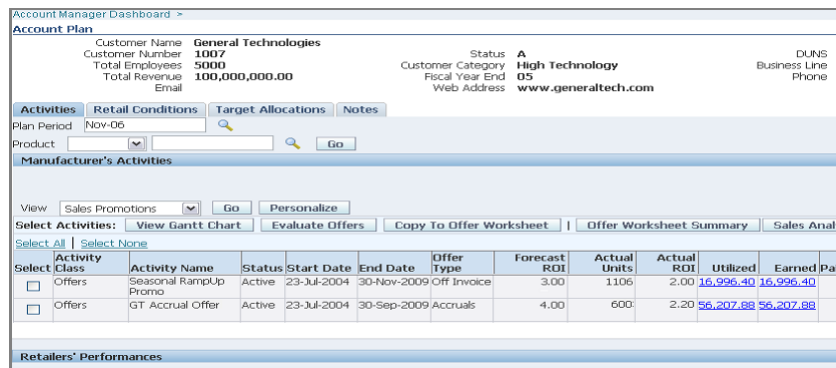 Account Manager Dashboard >
Account Plan
Customer Name General Technologies
Customer Number 1007 Status A DUNS
Total Employees 5000 Customer Category High Technology Business Line
Total Revenue 100,000,000.00 Fiscal Year End 05 Phone
Email Web Address www.generaltech.com
Activities Retail Conditions Target Allocations Notes
Plan Period Nov-06
Product Go
Manufacturer's Activities
View Sales Promotions Go Personalize
Select Activities: View Gantt Chart Evaluate Offers Copy To Offer Worksheet | Offer Worksheet Summary Sales Anal
Select All | Select None
Select Activity Class Activity Name Status Start Date End Date Offer Type Forecast ROI Actual Units Actual ROI Utilized Earned Pa
Offers Seasonal RampUp Promo Active 23-Jul-2004 30-Nov-2009 Off Invoice 3.00 1106 2.00 16,996.40 16,996.40
Offers GT Accrual Offer Active 23-Jul-2004 30-Sep-2009 Accruals 4.00 600 2.20 56,207.88 56,207.88
Retailers' Performances